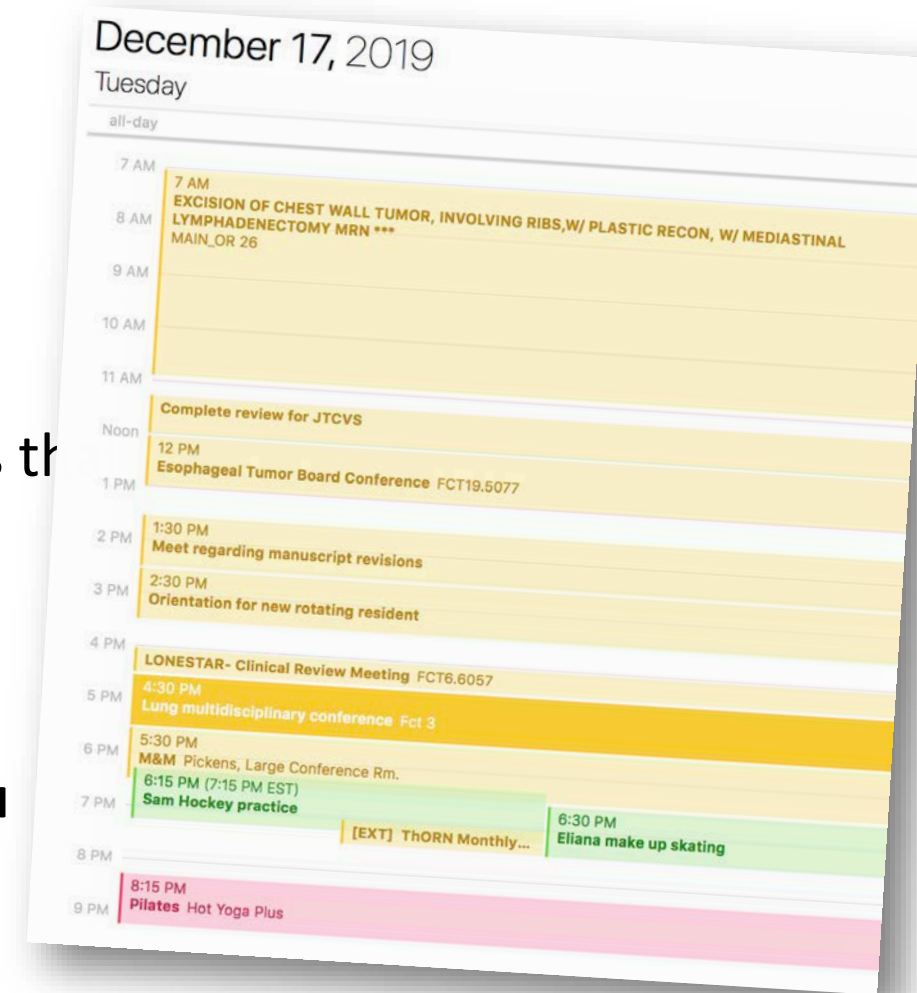 December 17, 2019
Tuesday
all-day
7 AM
7 AM
EXCISION OF CHEST WALL TUMOR, INVOLVING RIBS,W/ PLASTIC RECON, W/ MEDIASTINAL
8 AM
LYMPHADENECTOMY MRN ***
MAIN_OR 26
9 AM
10 AM
11 AM
Complete review for JTCVS
Noon
12 PM
Esophageal Tumor Board Conference FCT19.5077
1 PM
1:30 PM
2 PM
Meet regarding manuscript revisions
2:30 PM
3 PM
Orientation for new rotating resident
4 PM
LONESTAR- Clinical Review Meeting FCT6.6057
4:30 PM
5 PM
Lung multidisciplinary conference Fct 3
5:30 PM
6 PM
M&M Pickens, Large Conference Rm.
6:15 PM (7:15 PM EST)
Sam Hockey practice
7 PM
6:30 PM
Eliana make up skating
[EXT] ThORN Monthly...
8 PM
8:15 PM
Pilates Hot Yoga Plus
9 PM